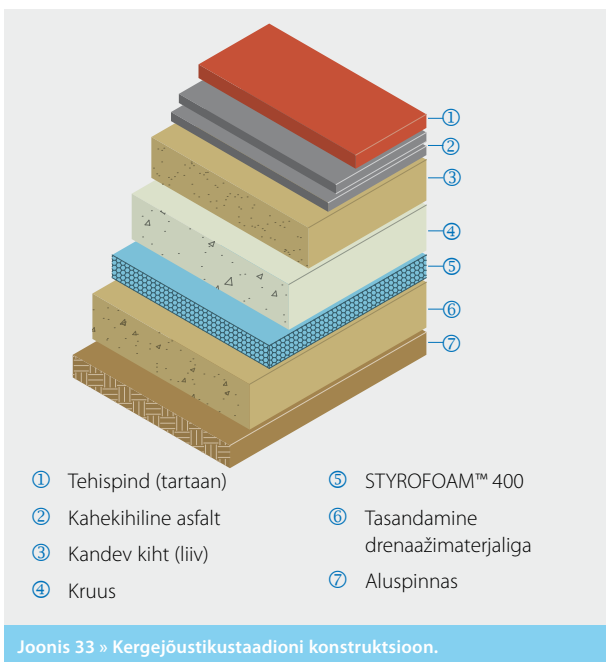 ①
②
③
④
⑤
⑥
⑦
① Tehispind (tartaan)
② Kahekihiline asfalt
③ Kandev kiht (liiv)
④ Kruus
⑤ STYROFOAM™ 400
⑥ Tasandamine
drenaažimaterjaliga
⑦ Aluspinnas
Joonis 33 » Kergejõustikustaadioni konstruktsioon.